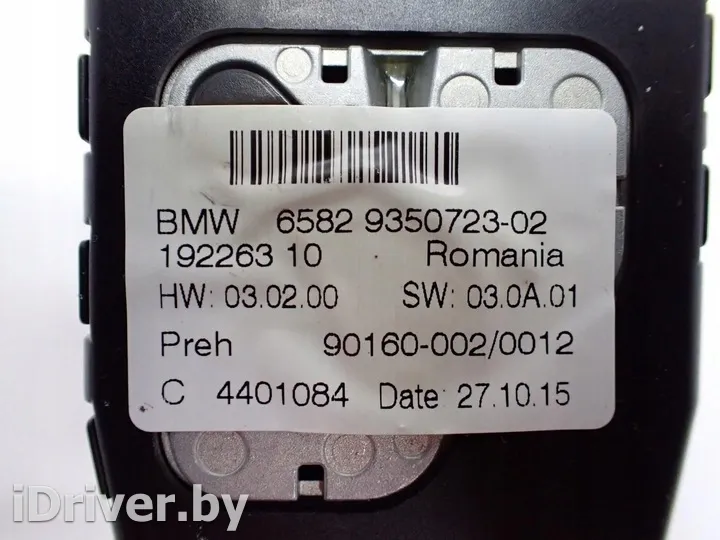 BMW 6582 9350723-02
192263 10 Romania
HW: 03.02.00 SW: 03.0A.01
Preh 90160-002/0012
C 4401084 Date: 27.10.15
iDriver.by